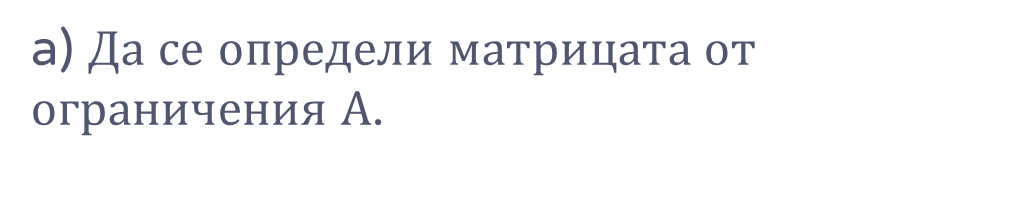 а) Да се определи матрицата от
ограничения А.